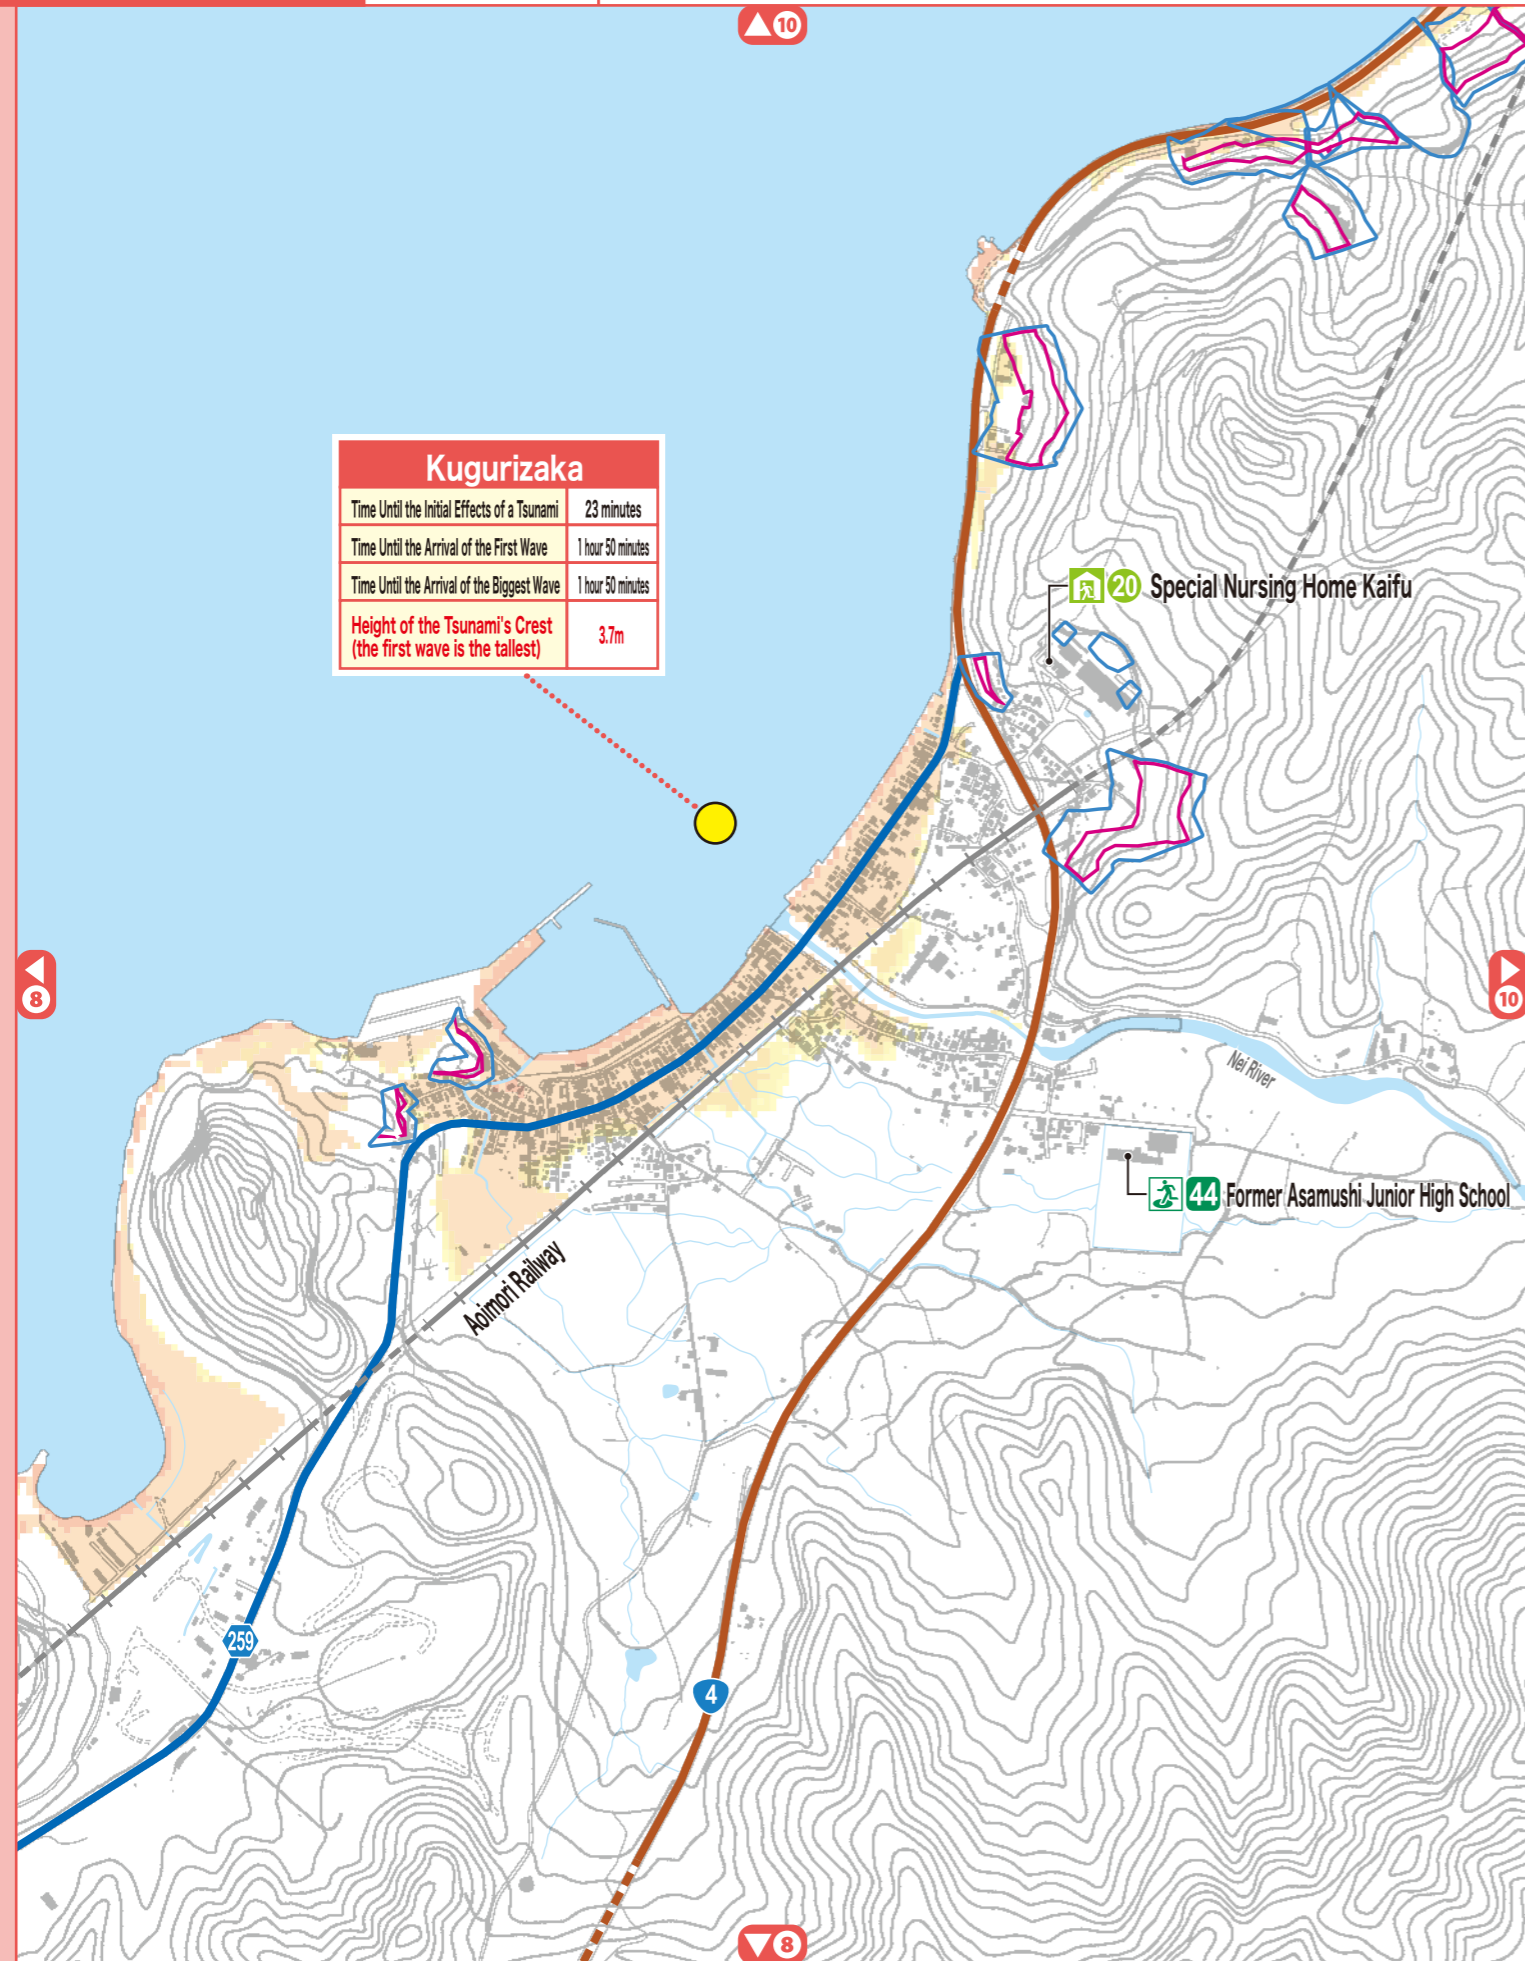 10
Kugurizaka
Time Until the Initial Effects of a Tsunami 23 minutes
Time Until the Arrival of the First Wave 1 hour 50 minutes
Time Until the Arrival of the Biggest Wave 1 hour 50 minutes
Height of the Tsunami's Crest
(the first wave is the tallest) 3.7m
20 Special Nursing Home Kaifu
8
10
Nei River
44 Former Asamushi Junior High School
Aoimori Railway
259
4
8